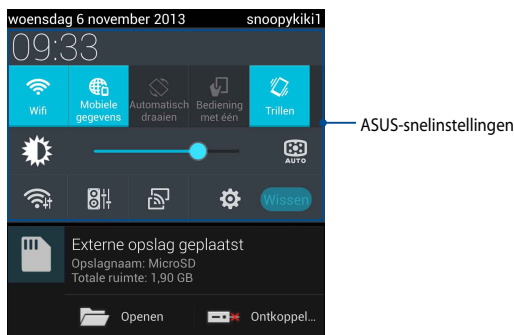 woensdag 6 november 2013 snoopykiki1
09:33
Wifi Mobiele gegevens Automatisch draaien Bediening met één Trillen
ASUS-snelinstellingen
AUTO
Wissen
Externe opslag geplaatst
Opslagnaam: MicroSD
Totale ruimte: 1,90 GB
Openen Ontkoppel...